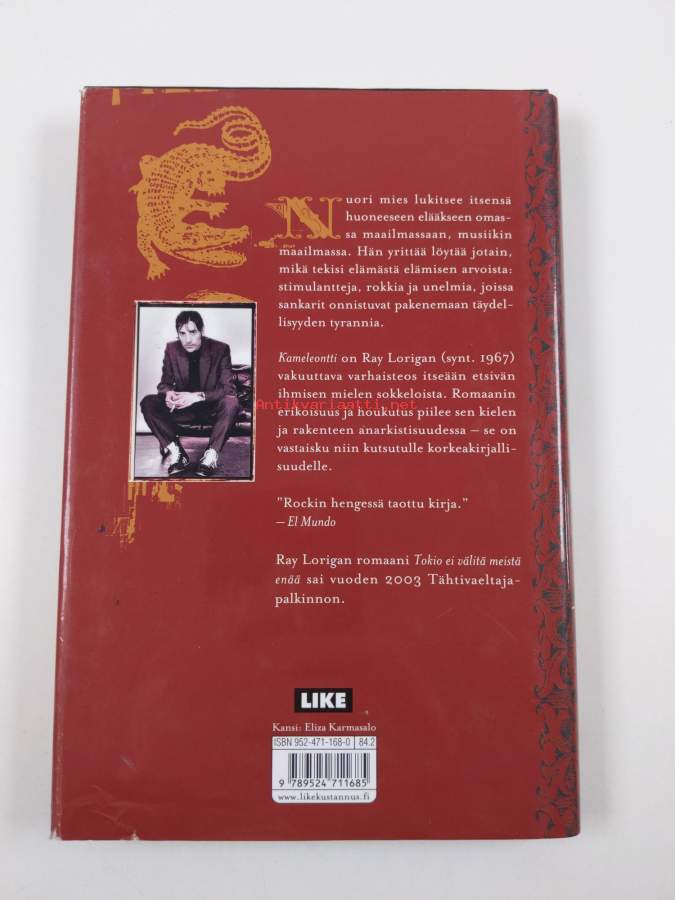 Nuori mies lukitsee itsensä
huoneeseen elääkseen omas-
sa maailmassaan, musiikin
maailmassa. Hän yrittää löytää jotain,
mikä tekisi elämästä elämisen arvoista:
stimulantteja, rokkia ja unelmia, joissa
sankarit onnistuvat pakenemaan täydel-
lisyyden tyrannia.
Kameleontti on Ray Lorigan (synt. 1967)
vakuuttava varhaisteos itseään etsivän
ihmisen mielen sokkeloista. Romaanin
Antikvariaatti.net
erikoisuus ja houkutus piilee sen kielen
ja rakenteen anarkistisuudessa – se on
vastaisku niin kutsutulle korkeakirjalli-
suudelle.
"Rockin hengessä taottu kirja."
– El Mundo
Ray Lorigan romaani Tokio ei välitä meistä
enää sai vuoden 2003 Tähtivaeltaja-
palkinnon.
LIKE
Kansi: Eliza Karmasalo
ISBN 952-471-168-0 84.2
9 789524 711685
www.likekustannus.fi